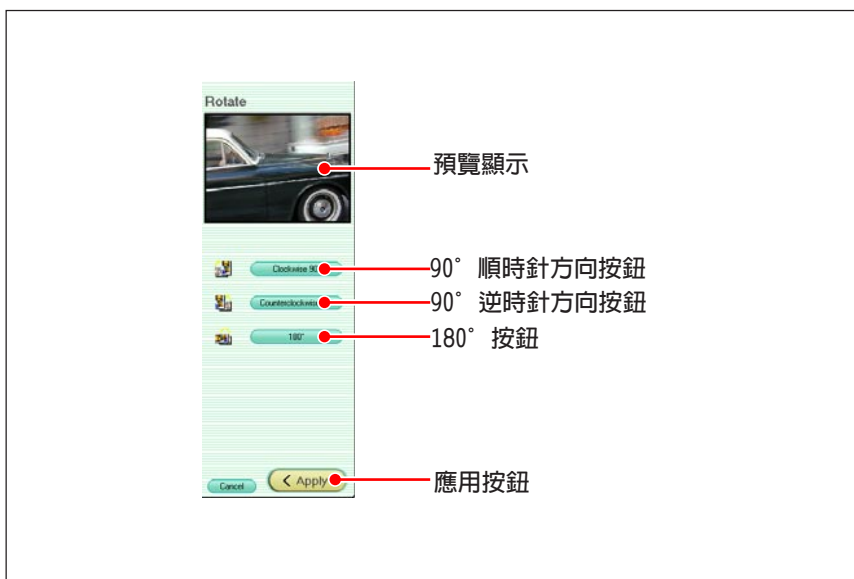 Rotate
預覽顯示
Clockwise 90
90° 順時針方向按鈕
Counterclockwise
90° 逆時針方向按鈕
180°
180° 按鈕
Cancel
< Apply
應用按鈕